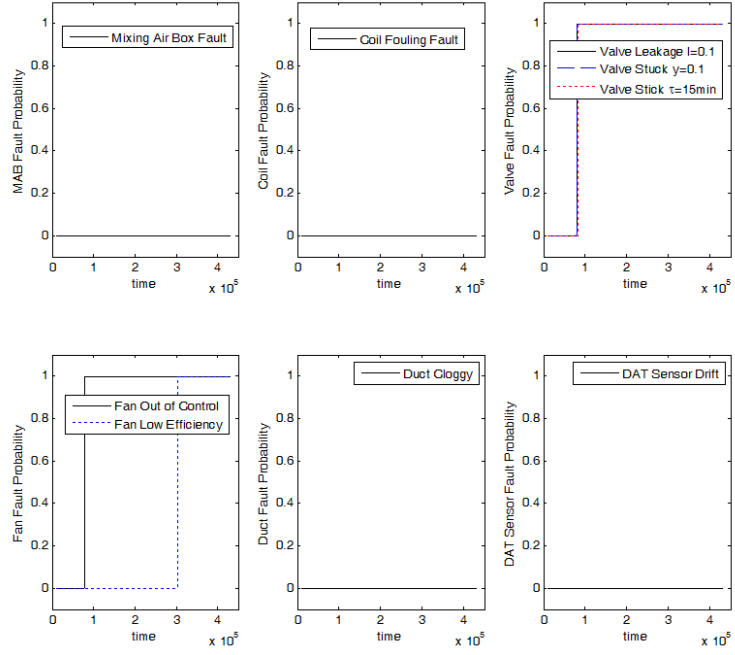 Mixing Air Box Fault
MAB Fault Probability
1
0.8
0.6
0.4
0.2
0
0 1 2 3 4
time
x 10^5
Coil Fouling Fault
Coil Fault Probability
1
0.8
0.6
0.4
0.2
0
0 1 2 3 4
time
x 10^5
Valve Leakage l=0.1
Valve Stuck y=0.1
Valve Stick τ=15min
Valve Fault Probability
1
0.8
0.6
0.4
0.2
0
0 1 2 3 4
time
x 10^5
Fan Out of Control
Fan Low Efficiency
Fan Fault Probability
1
0.8
0.6
0.4
0.2
0
0 1 2 3 4
time
x 10^5
Duct Cloggy
Duct Fault Probability
1
0.8
0.6
0.4
0.2
0
0 1 2 3 4
time
x 10^5
DAT Sensor Drift
DAT Sensor Fault Probability
1
0.8
0.6
0.4
0.2
0
0 1 2 3 4
time
x 10^5